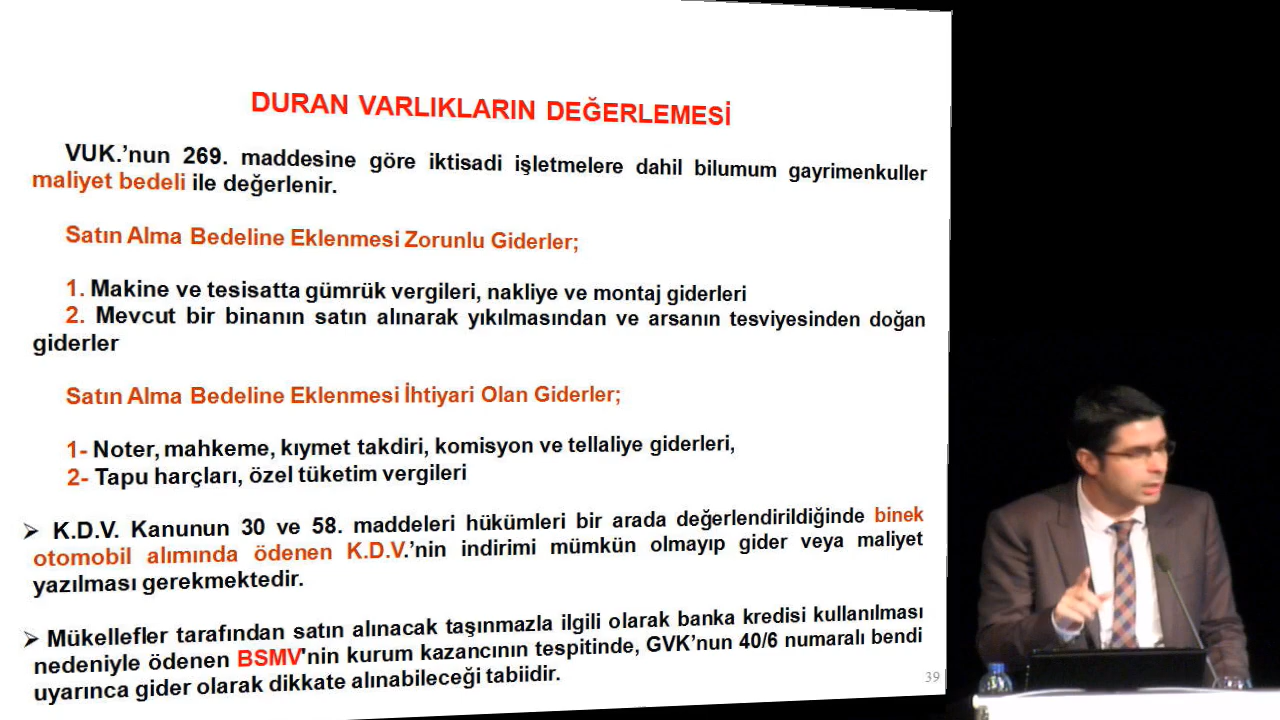 DURAN VARLIKLARIN DEĞERLEMESİ
VUK.’nun 269. maddesine göre iktisadi işletmelere dahil bilumum gayrimenkuller
maliyet bedeli ile değerlenir.
Satın Alma Bedeline Eklenmesi Zorunlu Giderler;
1. Makine ve tesisatta gümrük vergileri, nakliye ve montaj giderleri
2. Mevcut bir binanın satın alınarak yıkılmasından ve arsanın tesviyesinden doğan
giderler
Satın Alma Bedeline Eklenmesi İhtiyari Olan Giderler;
1- Noter, mahkeme, kıymet takdiri, komisyon ve tellaliye giderleri,
2- Tapu harçları, özel tüketim vergileri
➢ K.D.V. Kanunun 30 ve 58. maddeleri hükümleri bir arada değerlendirildiğinde binek
otomobil alımında ödenen K.D.V.’nin indirimi mümkün olmayıp gider veya maliyet
yazılması gerekmektedir.
➢ Mükellefler tarafından satın alınacak taşınmazla ilgili olarak banka kredisi kullanılması
nedeniyle ödenen BSMV'nin kurum kazancının tespitinde, GVK’nun 40/6 numaralı bendi
uyarınca gider olarak dikkate alınabileceği tabiidir.
39